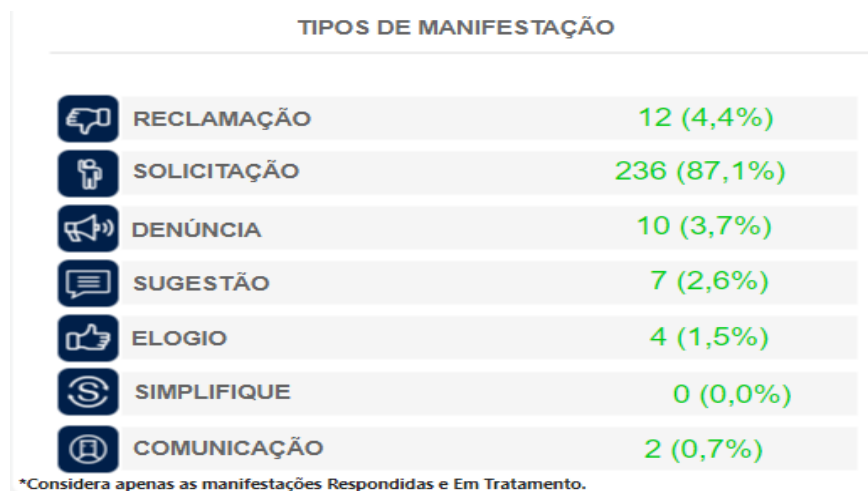 TIPOS DE MANIFESTAÇÃO
RECLAMAÇÃO 12 (4,4%)
SOLICITAÇÃO 236 (87,1%)
DENÚNCIA 10 (3,7%)
SUGESTÃO 7 (2,6%)
ELOGIO 4 (1,5%)
SIMPLIFIQUE 0 (0,0%)
COMUNICAÇÃO 2 (0,7%)
*Considera apenas as manifestações Respondidas e Em Tratamento.